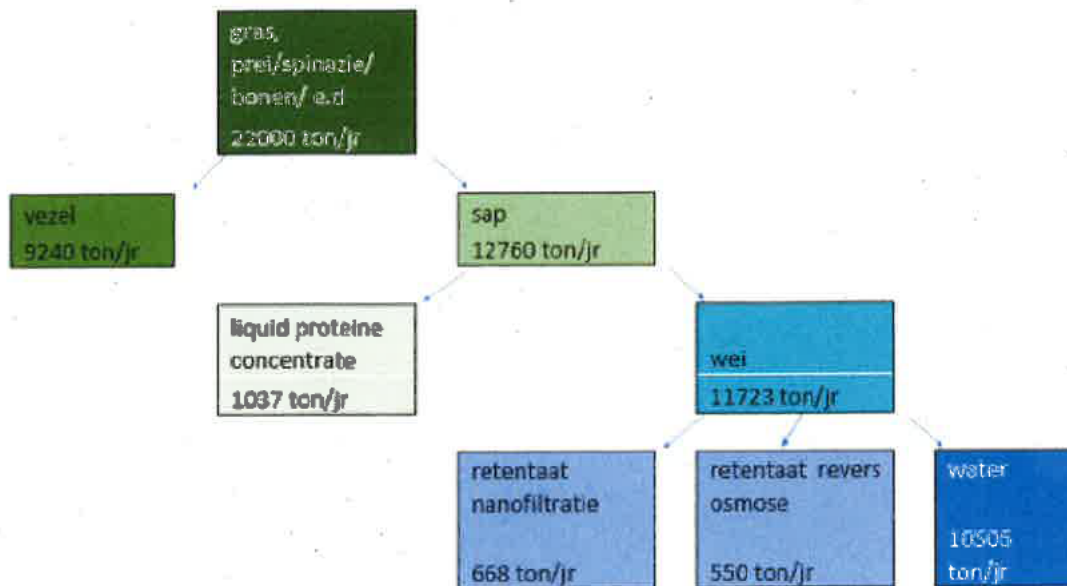 gras,
prei/spinazie/
bonen/ e.d
22000 ton/jr
vezel
9240 ton/jr
sap
12760 ton/jr
liquid proteine
concentrate
1037 ton/jr
wei
11723 ton/jr
retentaat
nanofiltratie
668 ton/jr
retentaat revers
osmose
550 ton/jr
water
10505
ton/jr